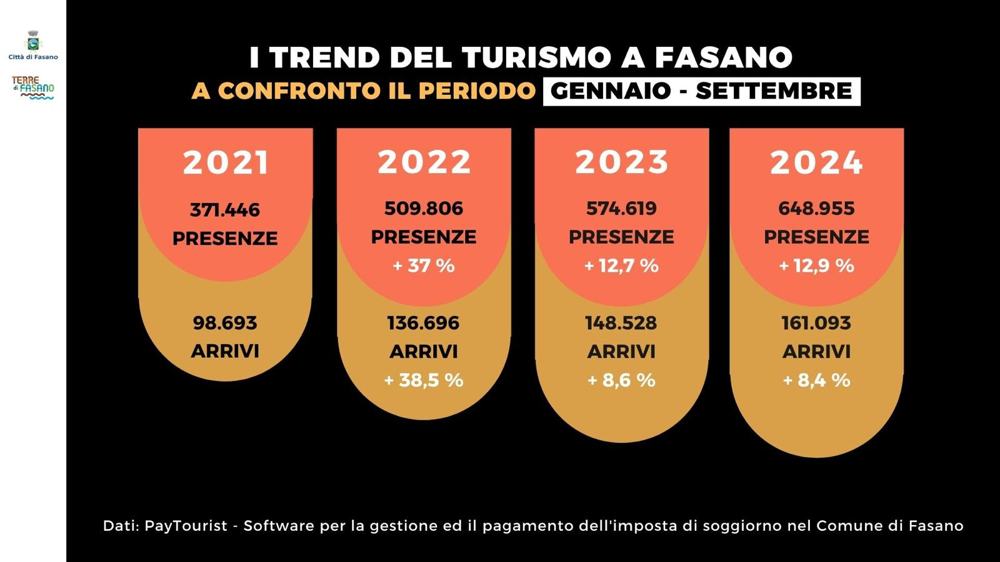 Città di Fasano
TERRE
di FASANO
I TREND DEL TURISMO A FASANO
A CONFRONTO IL PERIODO GENNAIO - SETTEMBRE
2021
371.446
PRESENZE
98.693
ARRIVI
2022
509.806
PRESENZE
+ 37 %
136.696
ARRIVI
+ 38,5 %
2023
574.619
PRESENZE
+ 12,7 %
148.528
ARRIVI
+ 8,6 %
2024
648.955
PRESENZE
+ 12,9 %
161.093
ARRIVI
+ 8,4 %
Dati: PayTourist - Software per la gestione ed il pagamento dell'imposta di soggiorno nel Comune di Fasano